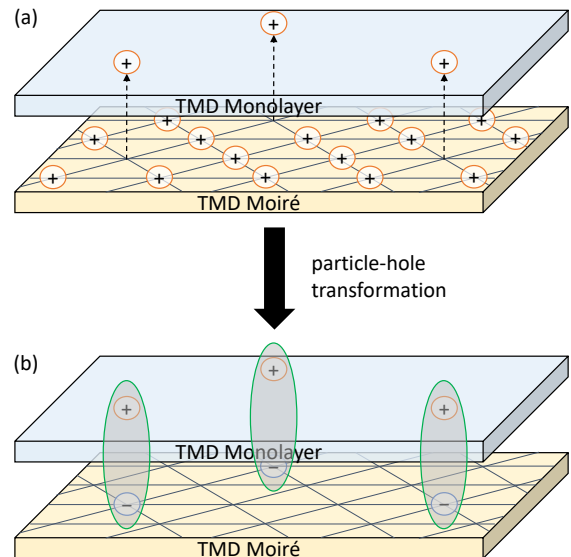 (a)
TMD Monolayer
TMD Moiré
particle-hole
transformation
(b)
TMD Monolayer
TMD Moiré